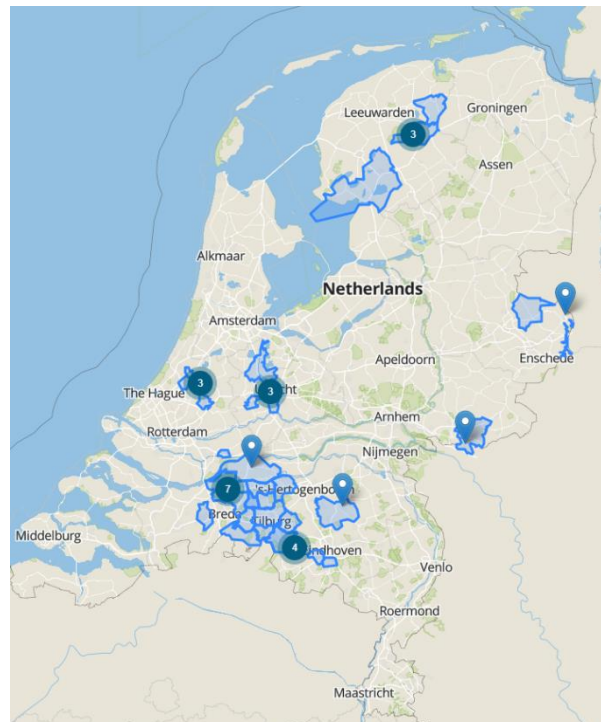 Leeuwarden
Groningen
3
Assen
Alkmaar
Netherlands
Amsterdam
Enschede
Apeldoorn
3
The Hague
3
Arnhem
Rotterdam
Nijmegen
7
Middelburg
4
Venlo
Roermond
Maastricht